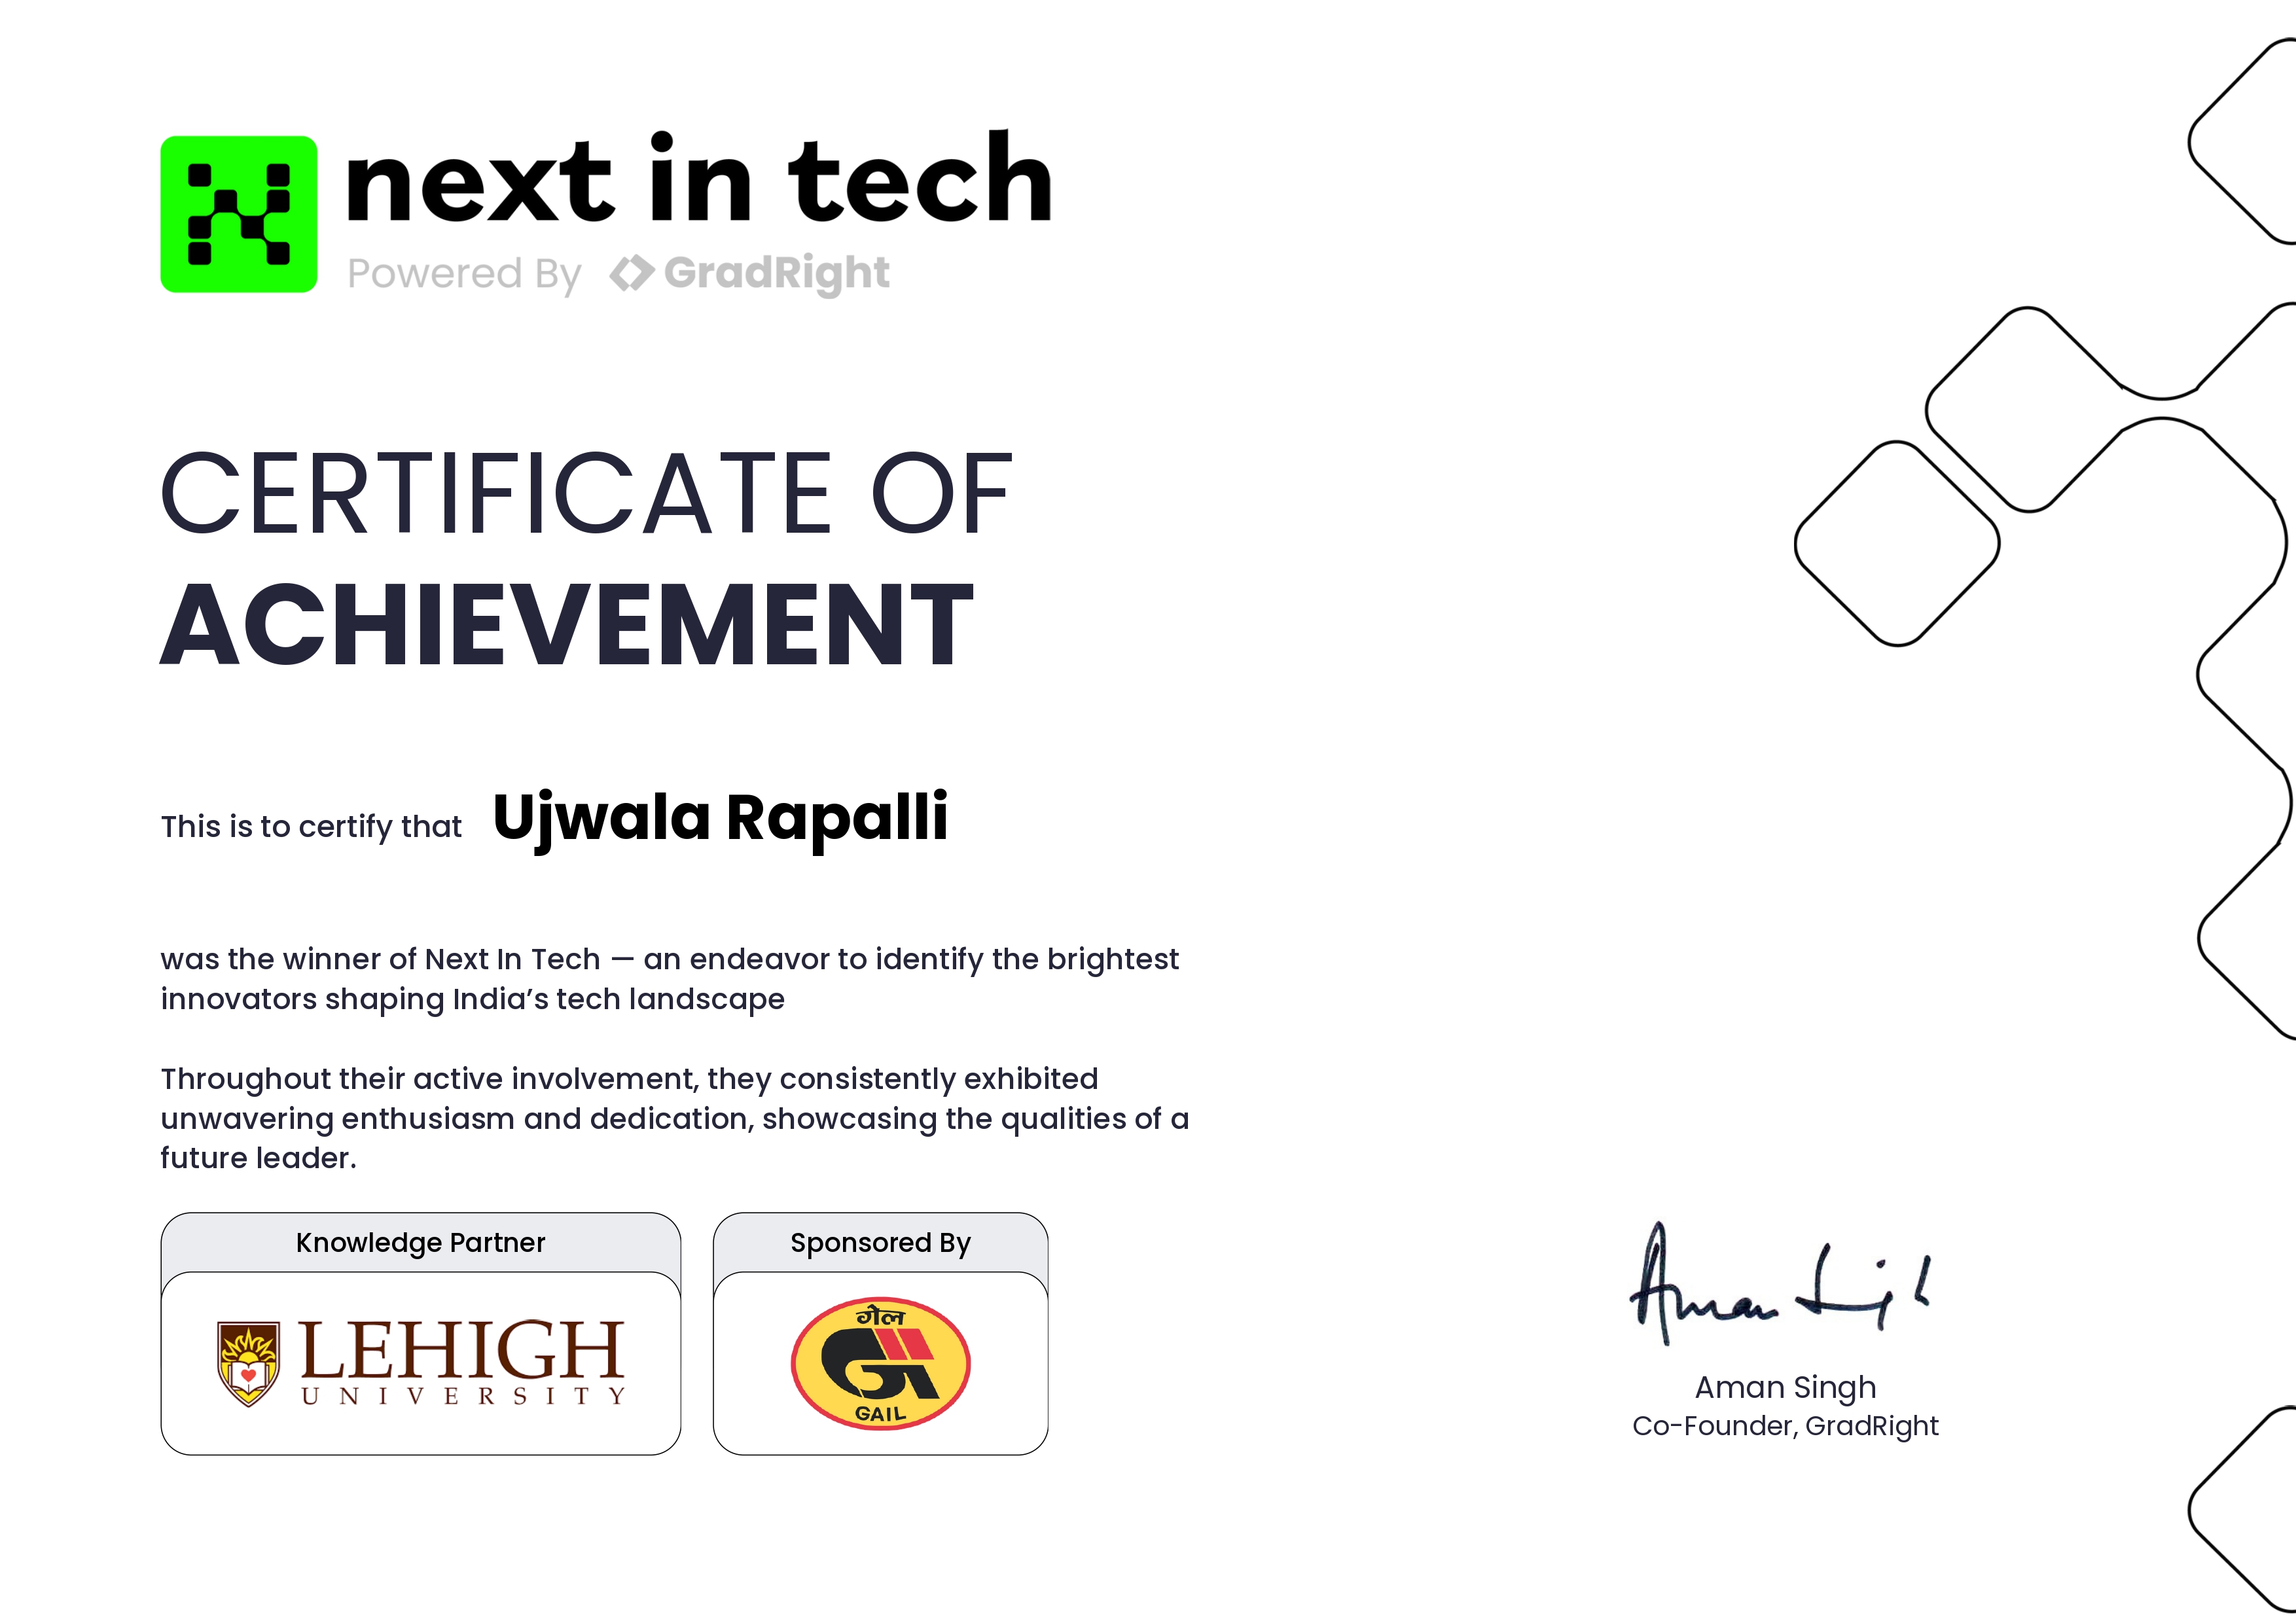 next in tech
Powered By GradRight
CERTIFICATE OF
ACHIEVEMENT
This is to certify that Ujwala Rapalli
was the winner of Next In Tech — an endeavor to identify the brightest
innovators shaping India’s tech landscape
Throughout their active involvement, they consistently exhibited
unwavering enthusiasm and dedication, showcasing the qualities of a
future leader.
Knowledge Partner
LEHIGH
UNIVERSITY
Sponsored By
गेल
GAIL
Aman Singh
Aman Singh
Co-Founder, GradRight